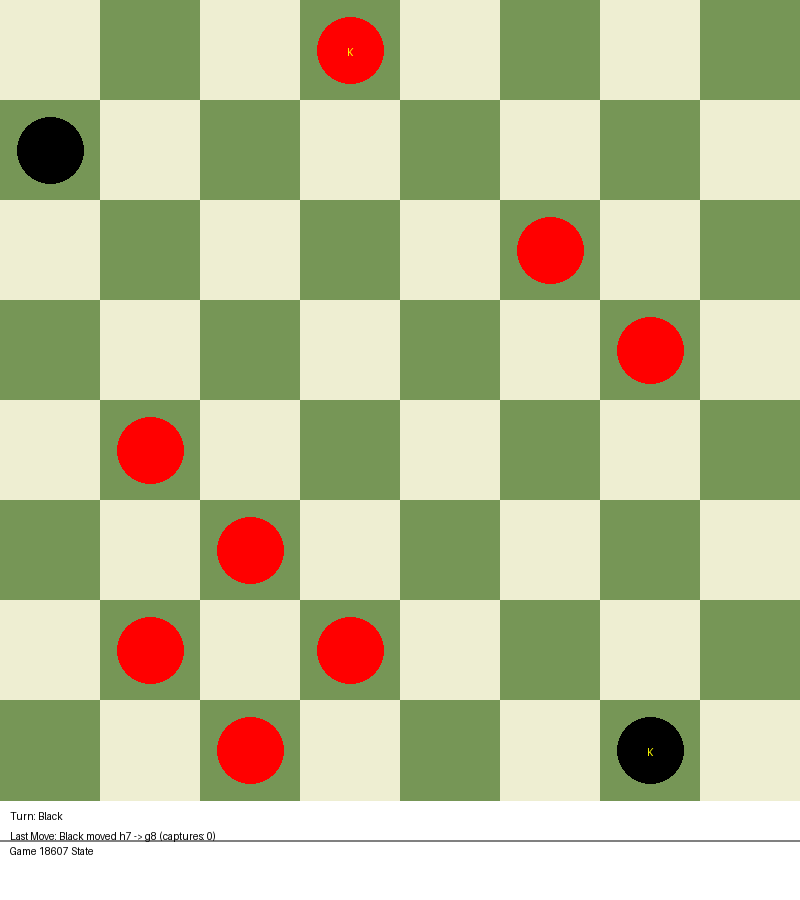 K
K
Turn: Black
Last Move: Black moved h7 -> g8 (captures: 0)
Game 18607 State